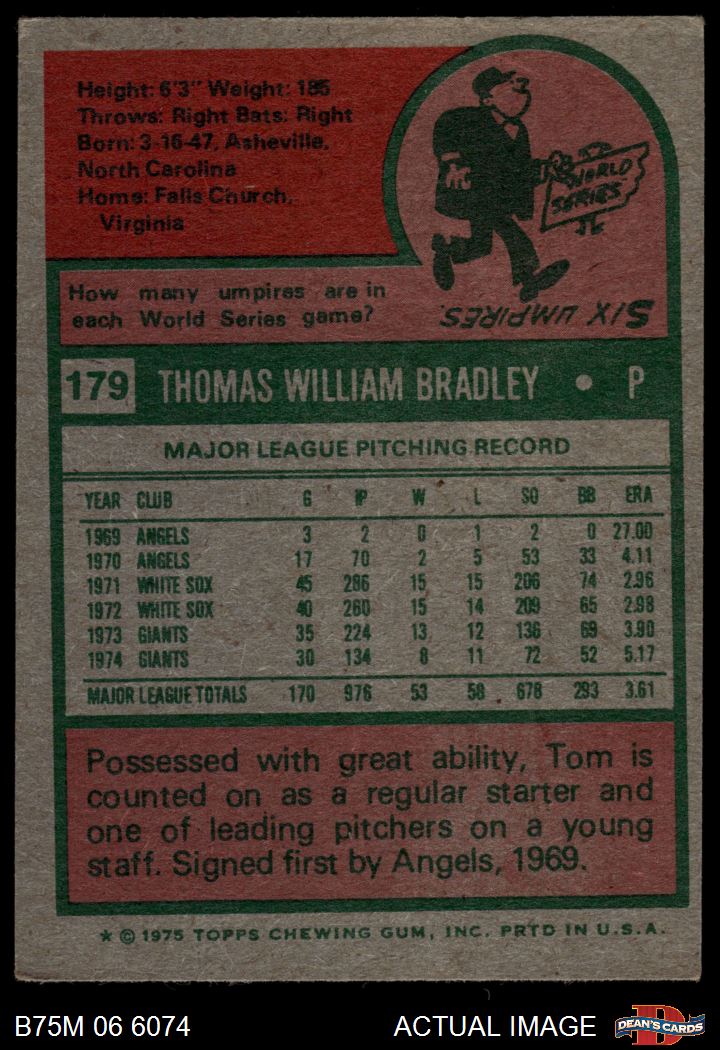 Height: 6'3" Weight: 185
Throws: Right Bats: Right
Born: 3-16-47, Asheville,
North Carolina
Home: Falls Church,
Virginia
WORLD
SERIES
How many umpires are in
each World Series game?
SIX UMPIRES.
179 THOMAS WILLIAM BRADLEY • P
MAJOR LEAGUE PITCHING RECORD
YEAR CLUB G IP W L SO BB ERA
1969 ANGELS 3 2 0 1 2 0 27.00
1970 ANGELS 17 70 2 5 53 33 4.11
1971 WHITE SOX 45 286 15 15 206 74 2.96
1972 WHITE SOX 40 260 15 14 209 65 2.98
1973 GIANTS 35 224 13 12 136 69 3.90
1974 GIANTS 30 134 8 11 72 52 5.17
MAJOR LEAGUE TOTALS 170 976 53 58 678 293 3.61
Possessed with great ability, Tom is
counted on as a regular starter and
one of leading pitchers on a young
staff. Signed first by Angels, 1969.
* © 1975 TOPPS CHEWING GUM, INC. PRTD IN U.S.A.
B75M 06 6074 ACTUAL IMAGE DEAN'S CARDS